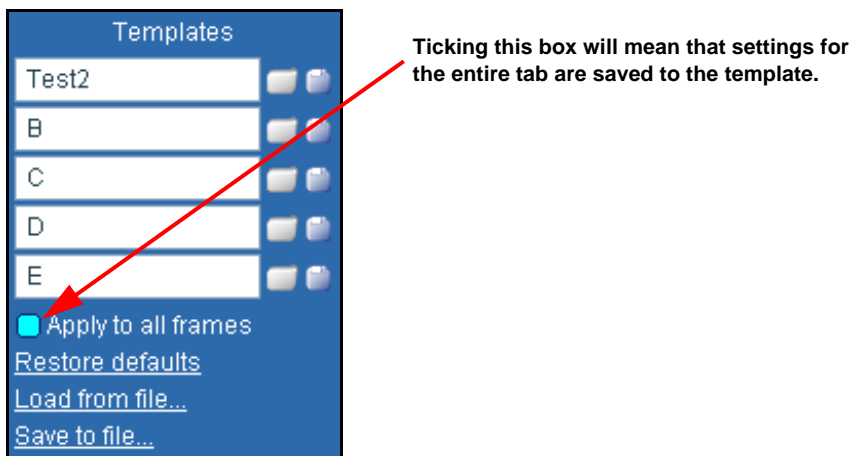 Templates
Test2
B
C
D
E
Apply to all frames
Restore defaults
Load from file...
Save to file...
Ticking this box will mean that settings for
the entire tab are saved to the template.